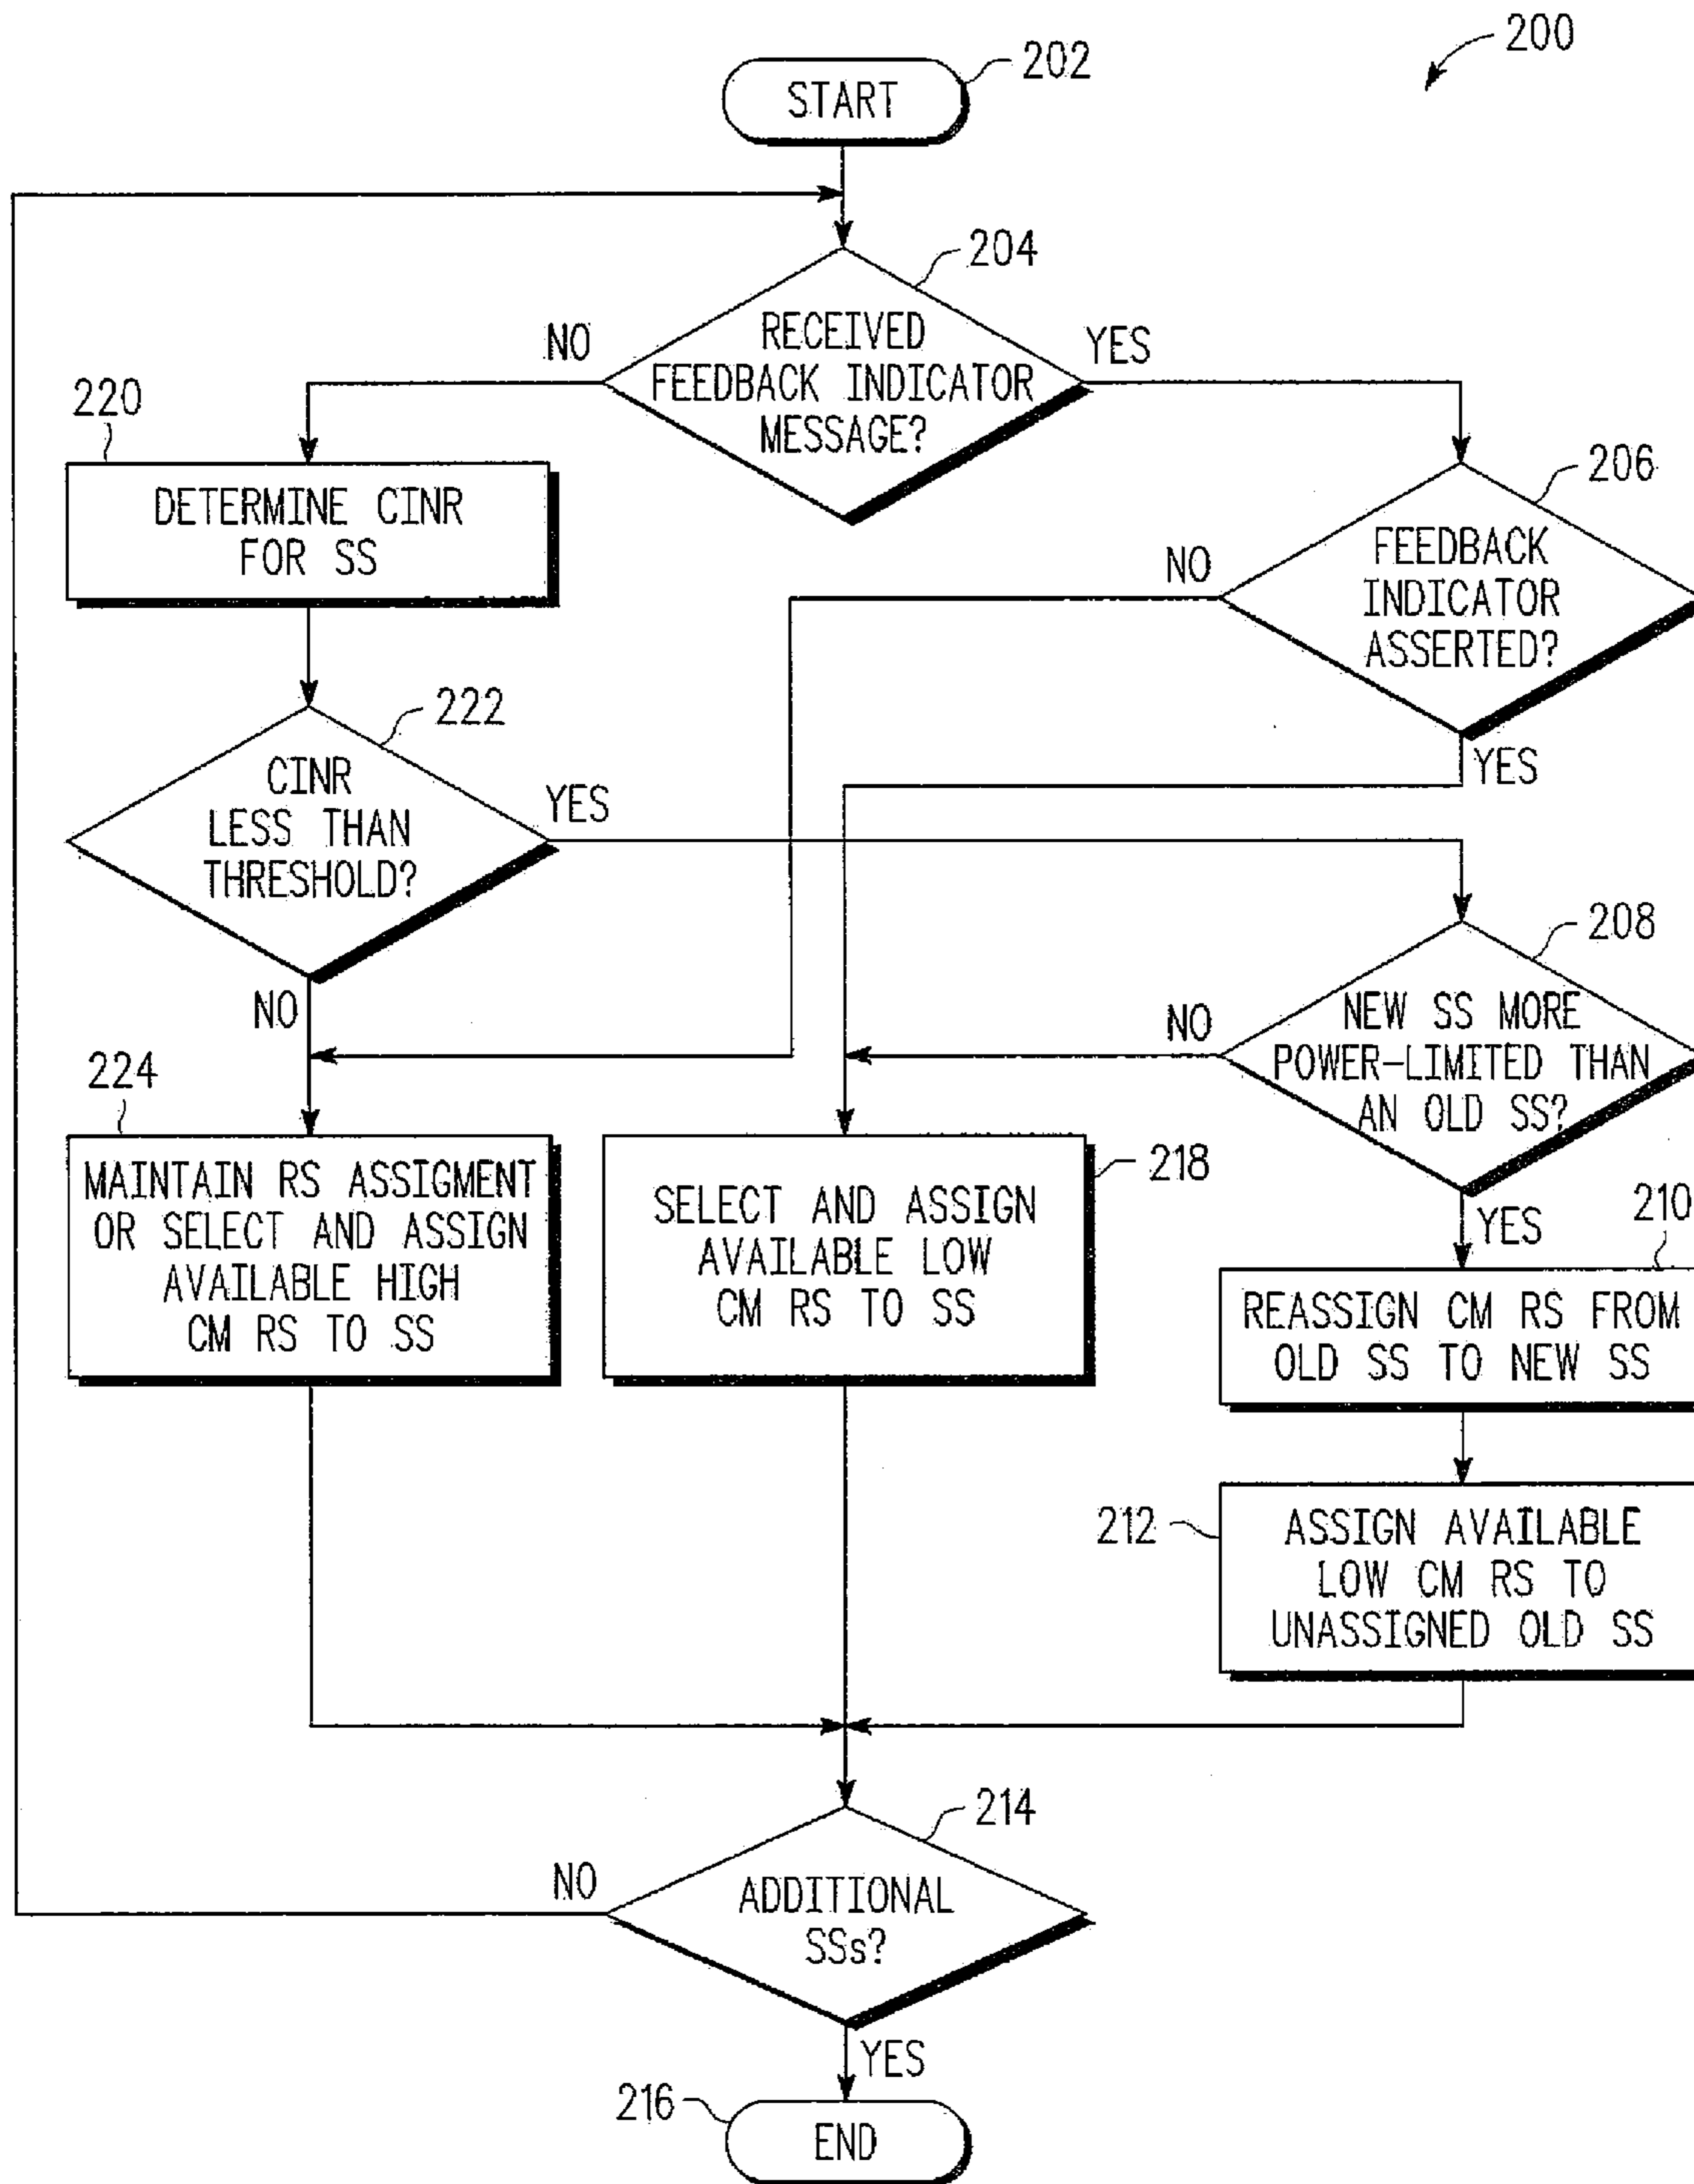 200
202
START
204
RECEIVED
FEEDBACK INDICATOR
MESSAGE?
NO
YES
220
DETERMINE CINR
FOR SS
206
FEEDBACK
INDICATOR
ASSERTED?
NO
YES
222
CINR
LESS THAN
THRESHOLD?
YES
NO
208
NEW SS MORE
POWER-LIMITED THAN
AN OLD SS?
NO
YES
224
MAINTAIN RS ASSIGMENT
OR SELECT AND ASSIGN
AVAILABLE HIGH
CM RS TO SS
218
SELECT AND ASSIGN
AVAILABLE LOW
CM RS TO SS
210
REASSIGN CM RS FROM
OLD SS TO NEW SS
212
ASSIGN AVAILABLE
LOW CM RS TO
UNASSIGNED OLD SS
214
ADDITIONAL
SSs?
NO
YES
216
END